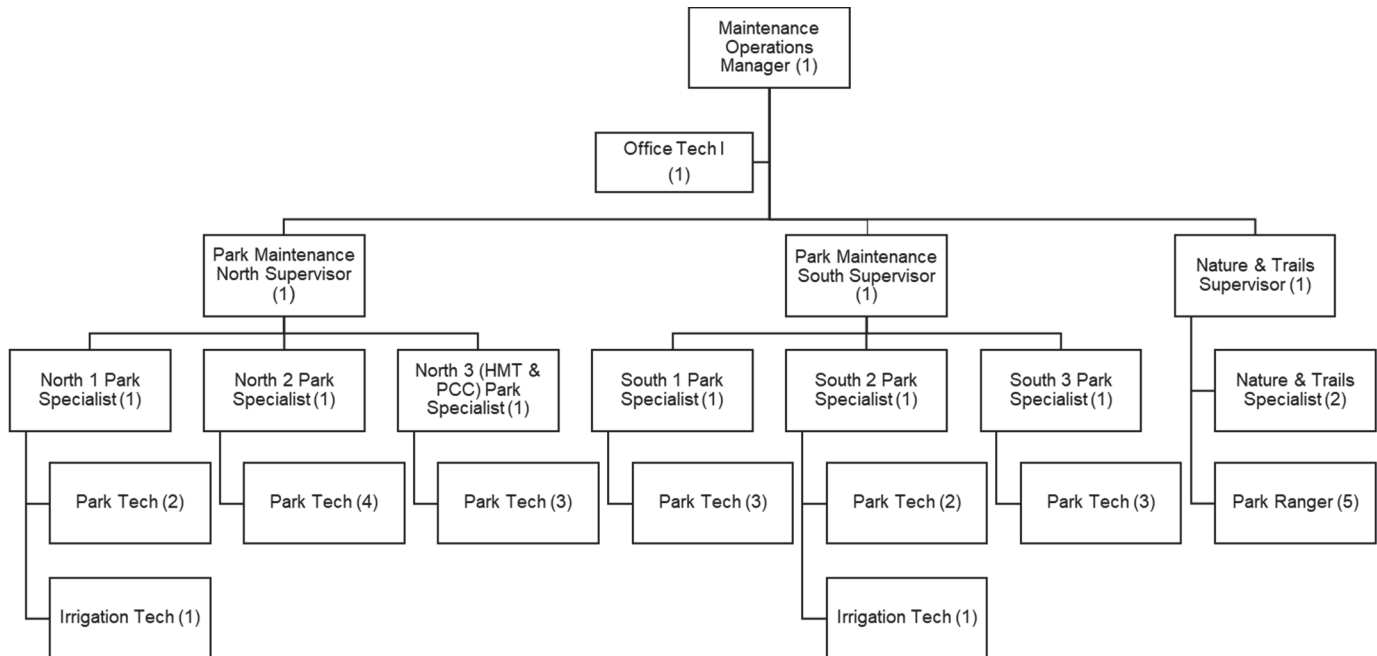 Maintenance
Operations
Manager (1)
Office Tech I
(1)
Park Maintenance
North Supervisor
(1)
Park Maintenance
South Supervisor
(1)
Nature & Trails
Supervisor (1)
North 1 Park
Specialist (1)
North 2 Park
Specialist (1)
North 3 (HMT &
PCC) Park
Specialist (1)
South 1 Park
Specialist (1)
South 2 Park
Specialist (1)
South 3 Park
Specialist (1)
Nature & Trails
Specialist (2)
Park Tech (2)
Park Tech (4)
Park Tech (3)
Park Tech (3)
Park Tech (2)
Park Tech (3)
Park Ranger (5)
Irrigation Tech (1)
Irrigation Tech (1)